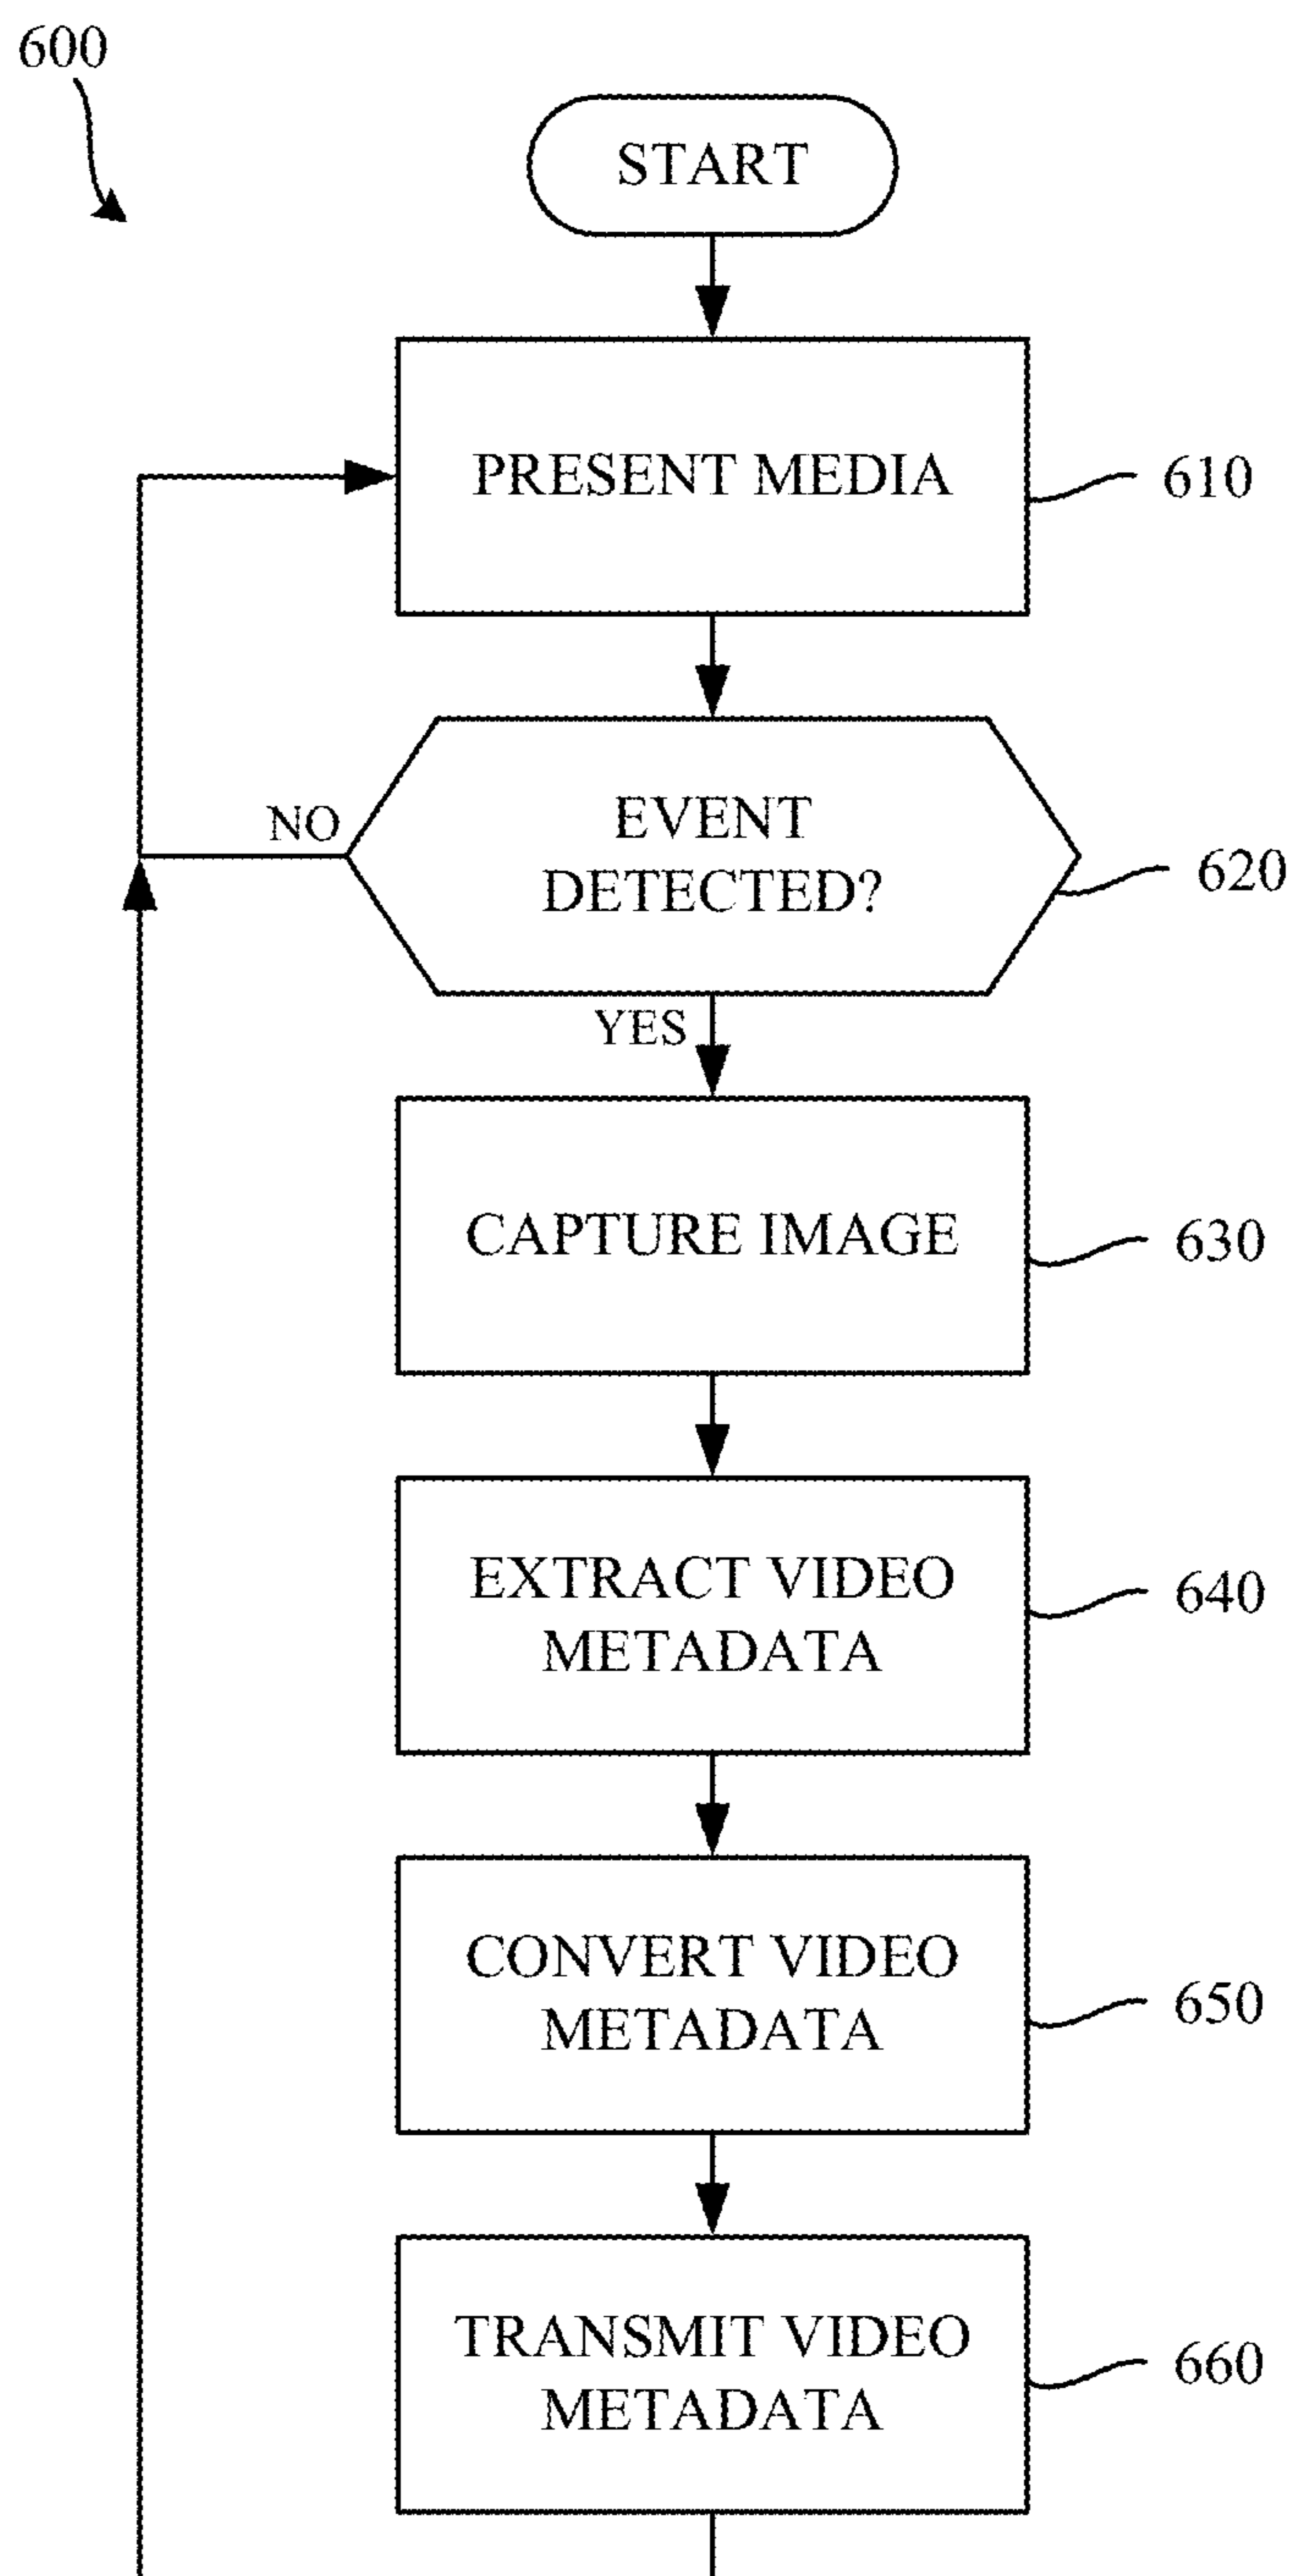 600
START
PRESENT MEDIA
610
EVENT
DETECTED?
620
NO
YES
CAPTURE IMAGE
630
EXTRACT VIDEO
METADATA
640
CONVERT VIDEO
METADATA
650
TRANSMIT VIDEO
METADATA
660